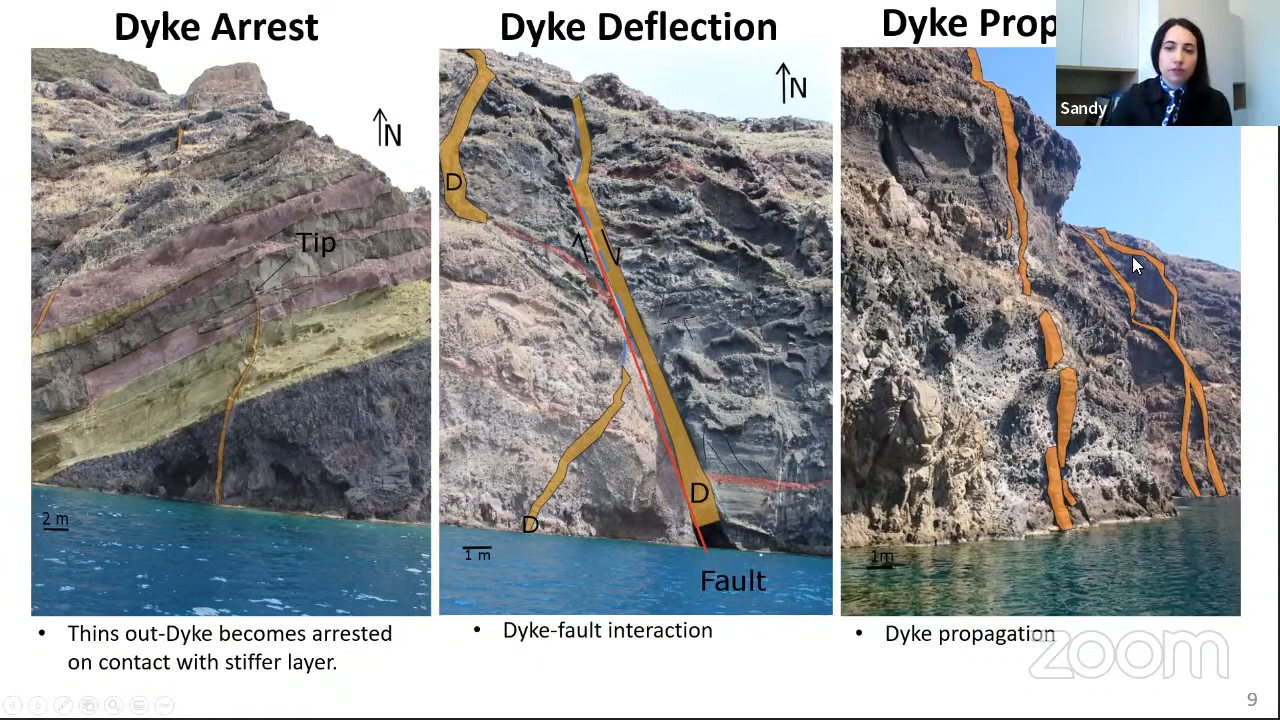 Dyke Arrest
Dyke Deflection
Dyke Prop
Sandy
N
Tip
2 m
N
D
D
D
1 m
Fault
1m
• Thins out-Dyke becomes arrested
on contact with stiffer layer.
• Dyke-fault interaction
• Dyke propagation
zoom
9